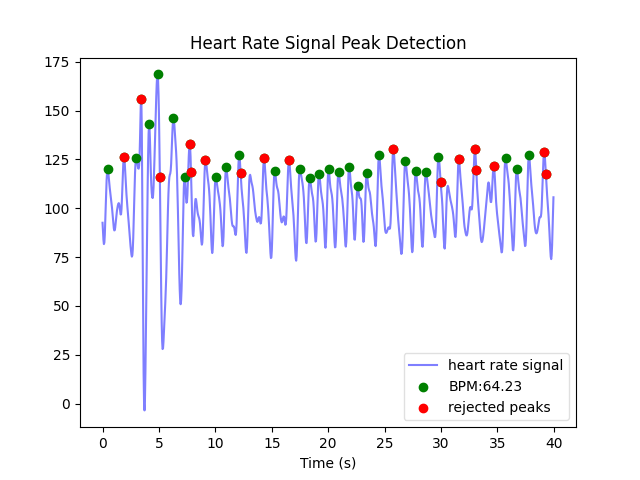 Heart Rate Signal Peak Detection
175
150
125
100
75
50
25
0
heart rate signal
BPM:64.23
rejected peaks
0 5 10 15 20 25 30 35 40
Time (s)